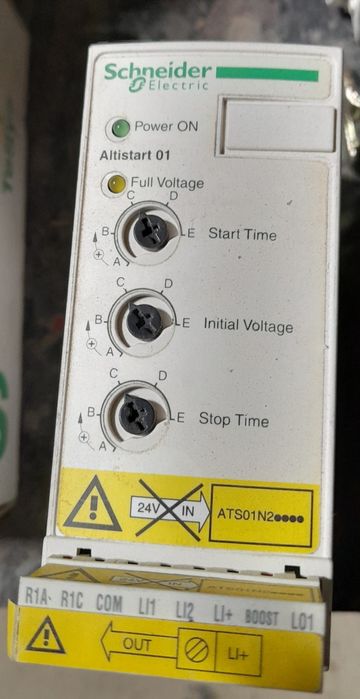 Schneider
Electric
Power ON
Altistart 01
Full Voltage
C D
B E Start Time
A
C D
B E Initial Voltage
A
C D
B E Stop Time
A
24V IN ATS01N2●●●●
ATS01N2
R1A R1C COM LI1 LI2 LI+ BOOST LO1
OUT LI+